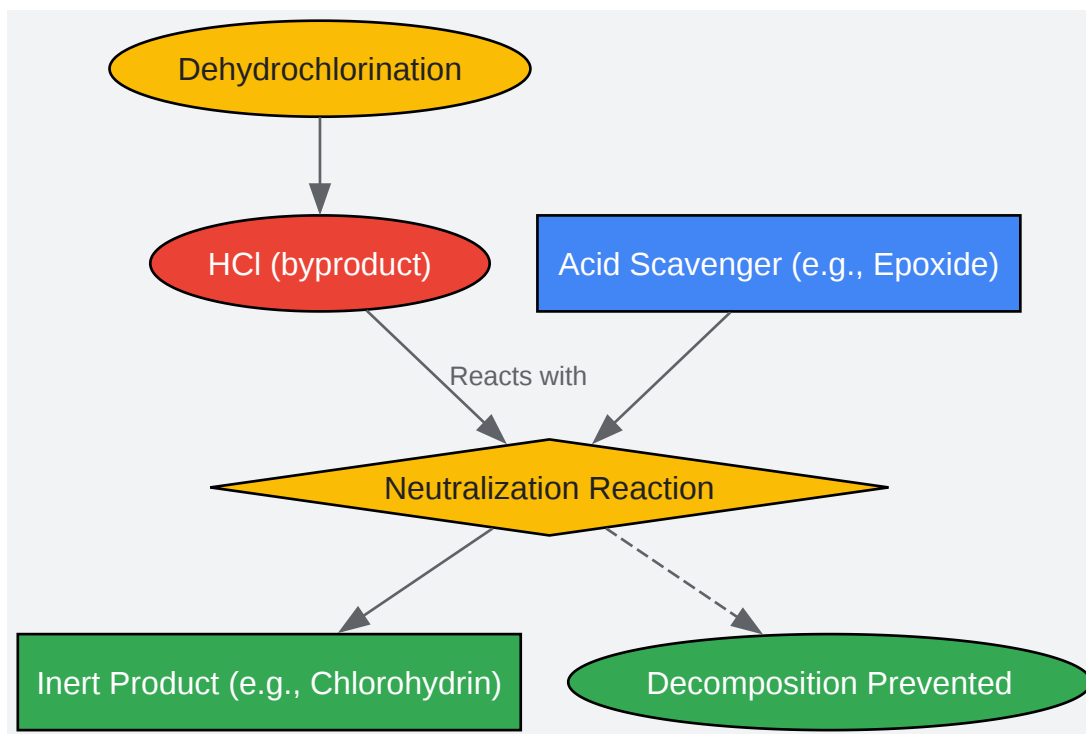 Dehydrochlorination
HCl (byproduct)
Acid Scavenger (e.g., Epoxide)
Reacts with
Neutralization Reaction
Inert Product (e.g., Chlorohydrin)
Decomposition Prevented